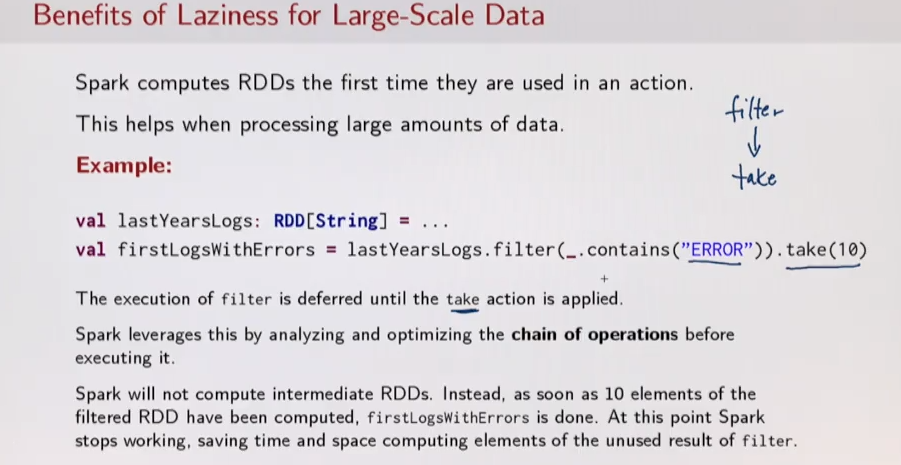 Benefits of Laziness for Large-Scale Data
Spark computes RDDs the first time they are used in an action.
This helps when processing large amounts of data.
filter
↓
take
Example:
val lastYearsLogs: RDD[String] = ...
val firstLogsWithErrors = lastYearsLogs.filter(_.contains("ERROR")).take(10)
The execution of filter is deferred until the take action is applied.
Spark leverages this by analyzing and optimizing the chain of operations before
executing it.
Spark will not compute intermediate RDDs. Instead, as soon as 10 elements of the
filtered RDD have been computed, firstLogsWithErrors is done. At this point Spark
stops working, saving time and space computing elements of the unused result of filter.